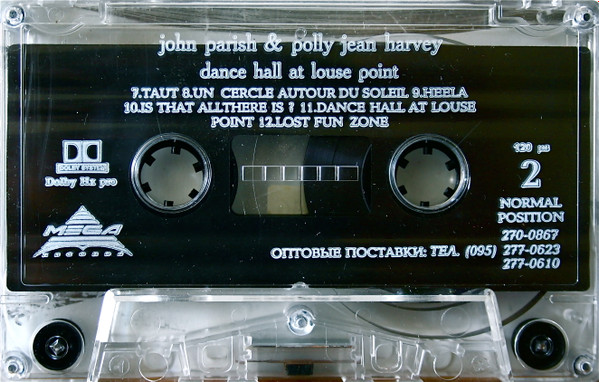 john parish & polly jean harvey
dance hall at louse point
7.TAUT 8.UN CERCLE AUTOUR DU SOLEIL 9.HEELA
10.IS THAT ALLTHERE IS ? 11.DANCE HALL AT LOUSE
POINT 12.LOST FUN ZONE
DOLBY SYSTEM
Dolby Hx pro
120 µs
2
NORMAL
POSITION
MEGA
RECORDS
270-0867
ОПТОВЫЕ ПОСТАВКИ: ТЕЛ. (095) 277-0623
277-0610